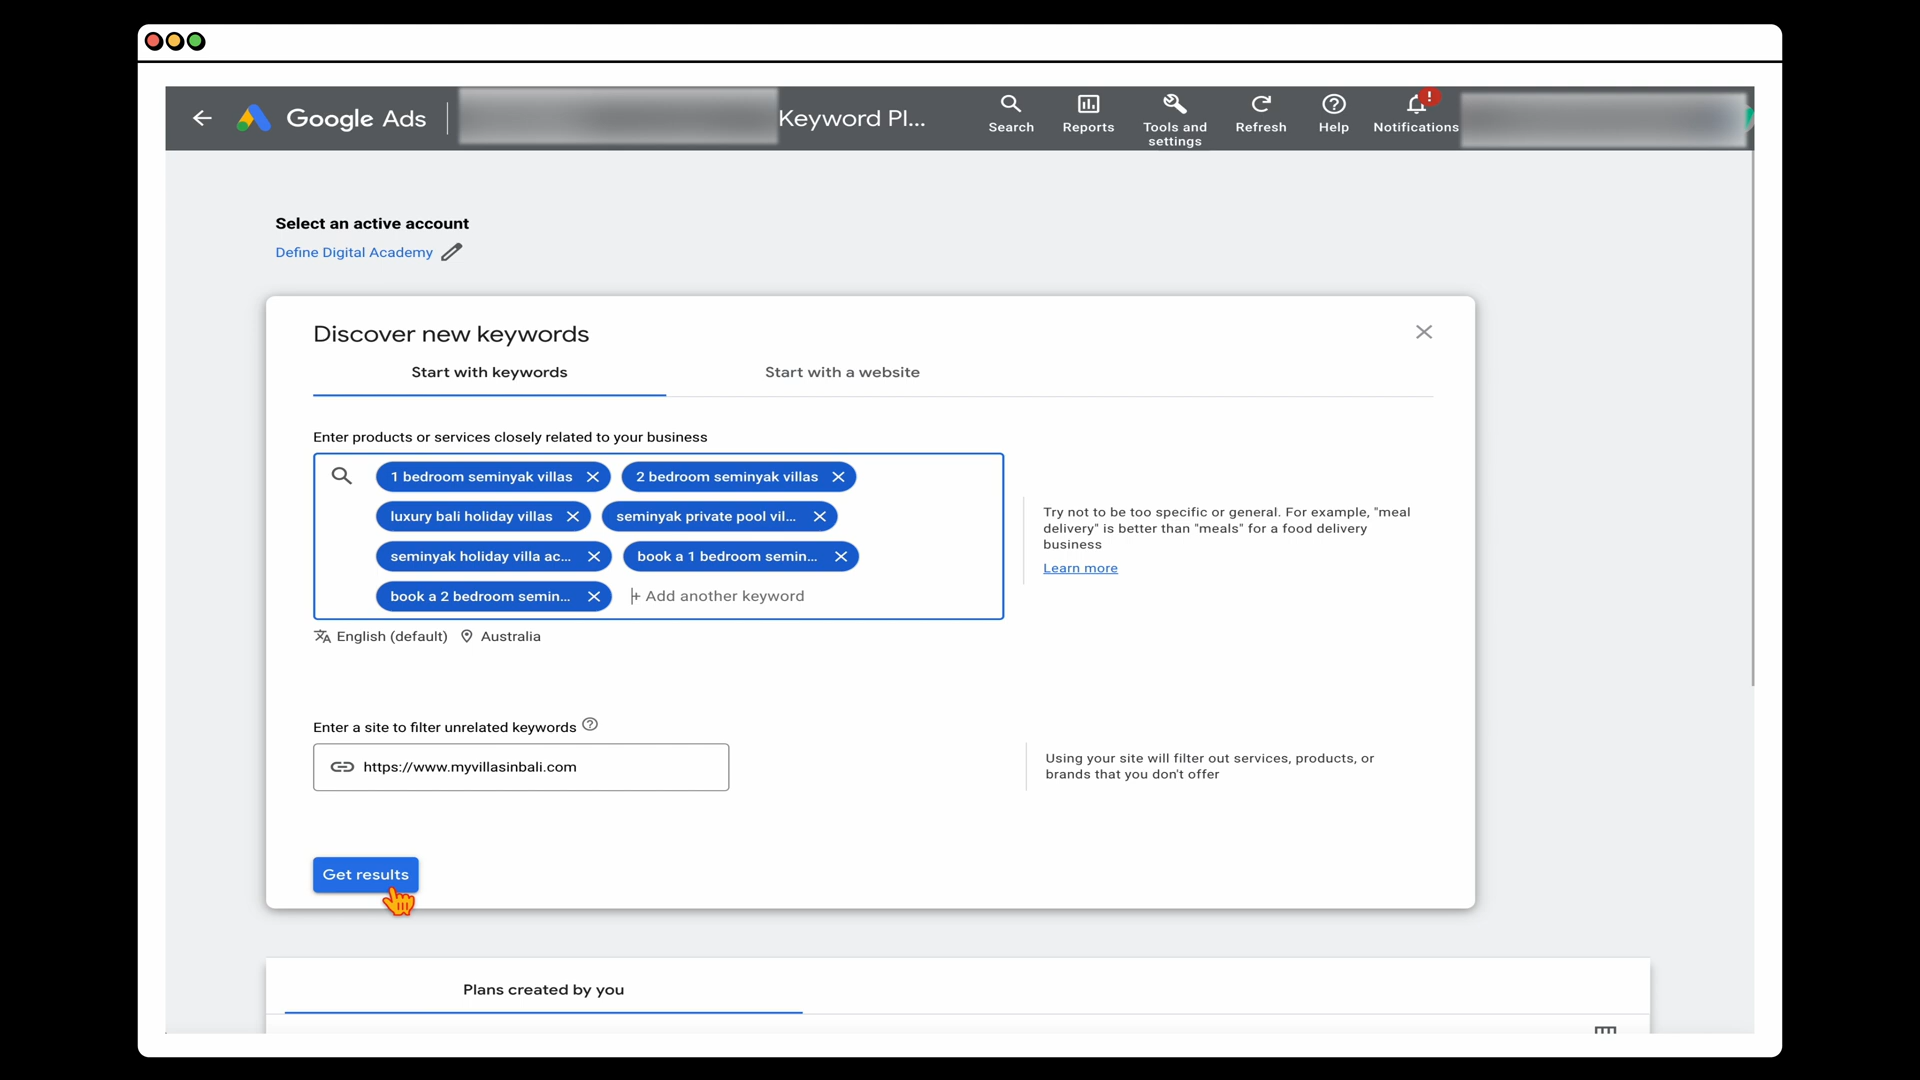 Google Ads
Keyword Pl...
Search
Reports
Tools and
settings
Refresh
Help
!
Notifications
Select an active account
Define Digital Academy
Discover new keywords
Start with keywords
Start with a website
Enter products or services closely related to your business
1 bedroom seminyak villas
2 bedroom seminyak villas
luxury bali holiday villas
seminyak private pool vil...
seminyak holiday villa ac...
book a 1 bedroom semin...
book a 2 bedroom semin...
+ Add another keyword
Try not to be too specific or general. For example, "meal
delivery" is better than "meals" for a food delivery
business
Learn more
English (default)
Australia
Enter a site to filter unrelated keywords
https://www.myvillasinbali.com
Using your site will filter out services, products, or
brands that you don't offer
Get results
Plans created by you